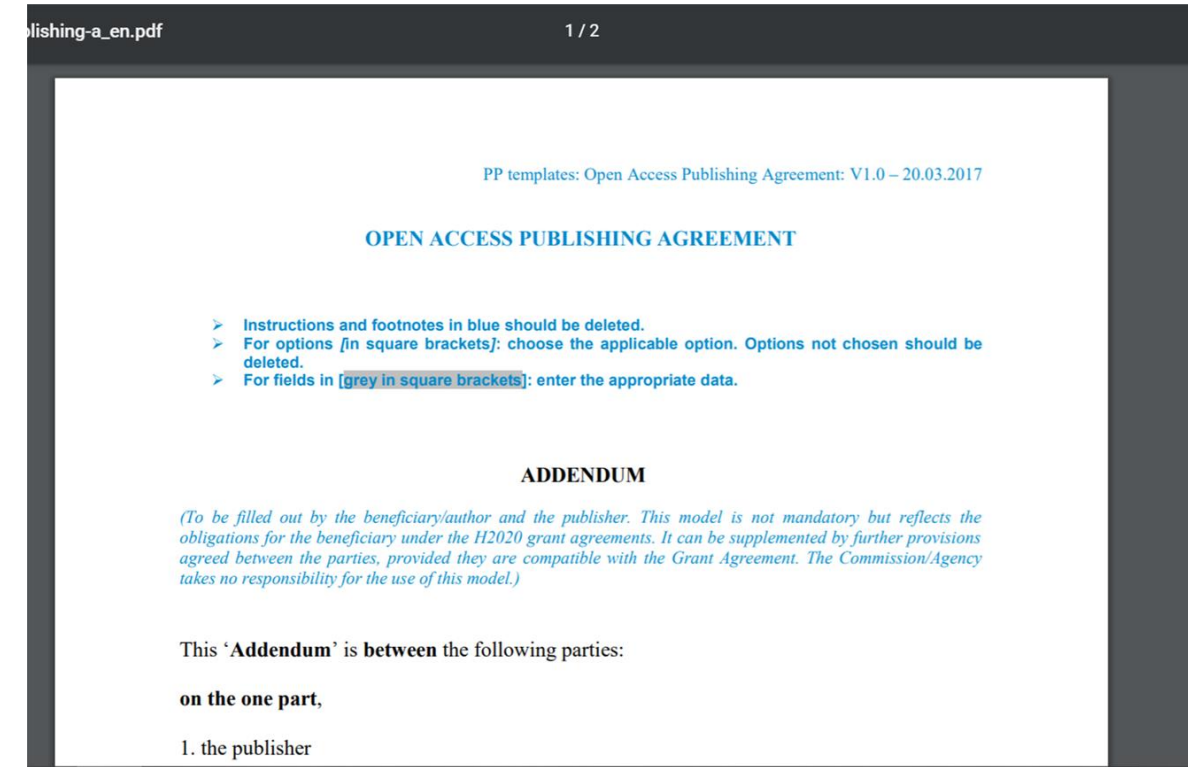 lishing-a_en.pdf
1 / 2
PP templates: Open Access Publishing Agreement: V1.0 – 20.03.2017
OPEN ACCESS PUBLISHING AGREEMENT
➢ Instructions and footnotes in blue should be deleted.
➢ For options [in square brackets]: choose the applicable option. Options not chosen should be
deleted.
➢ For fields in [grey in square brackets]: enter the appropriate data.
ADDENDUM
(To be filled out by the beneficiary/author and the publisher. This model is not mandatory but reflects the
obligations for the beneficiary under the H2020 grant agreements. It can be supplemented by further provisions
agreed between the parties, provided they are compatible with the Grant Agreement. The Commission/Agency
takes no responsibility for the use of this model.)
This ‘Addendum’ is between the following parties:
on the one part,
1. the publisher